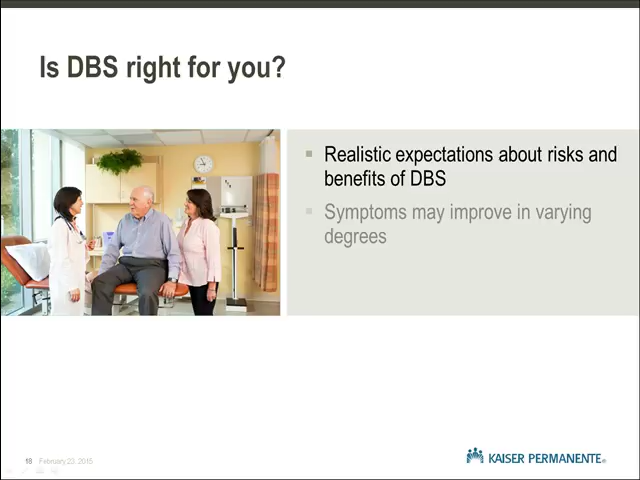 Is DBS right for you?
Realistic expectations about risks and
benefits of DBS
Symptoms may improve in varying
degrees
18 February 23, 2015
KAISER PERMANENTE®